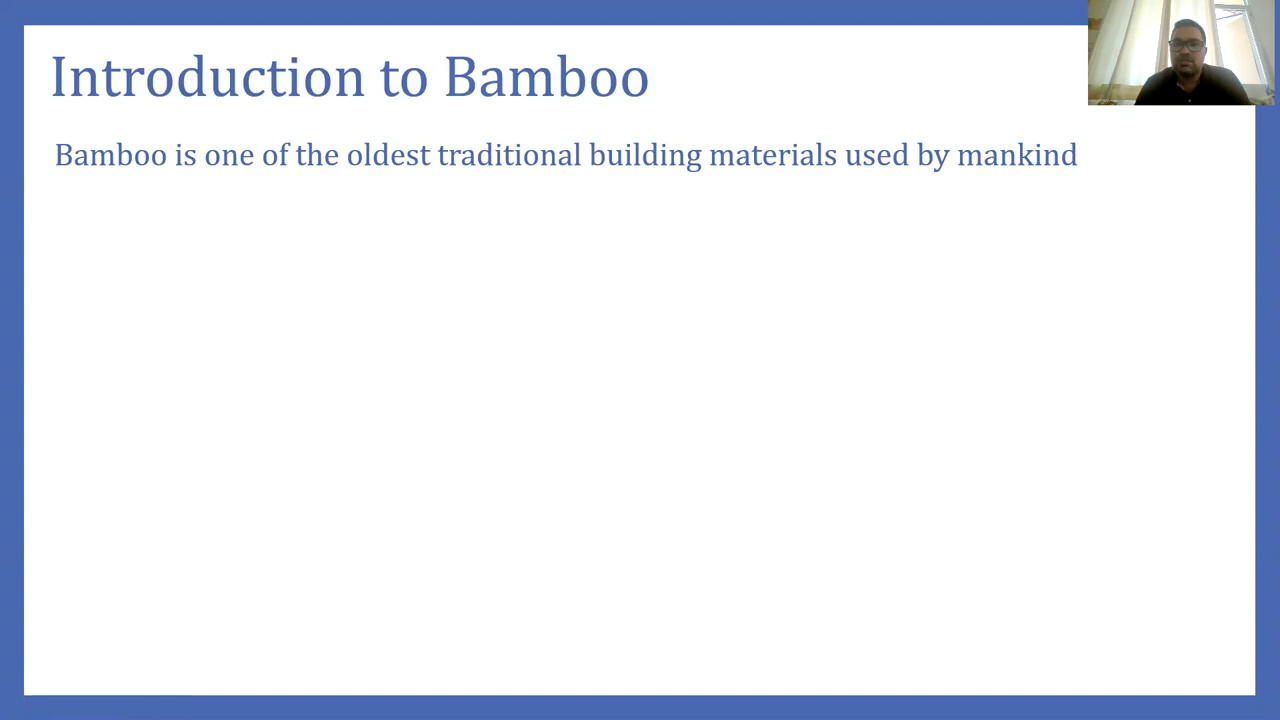 Introduction to Bamboo
Bamboo is one of the oldest traditional building materials used by mankind